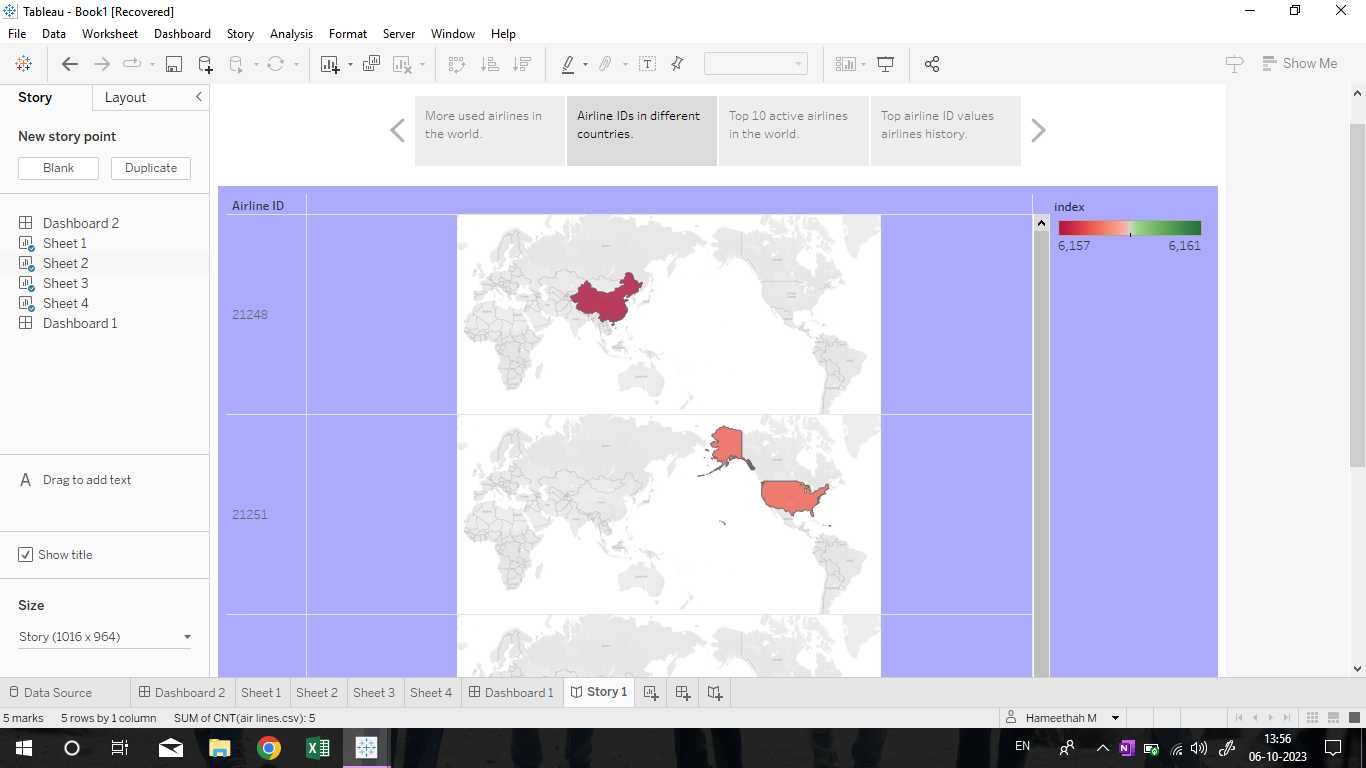 Tableau - Book1 [Recovered]
File Data Worksheet Dashboard Story Analysis Format Server Window Help
Show Me
Story Layout
New story point
Blank Duplicate
Dashboard 2
Sheet 1
Sheet 2
Sheet 3
Sheet 4
Dashboard 1
A Drag to add text
Show title
Size
Story (1016 x 964)
More used airlines in
the world.
Airline IDs in different
countries.
Top 10 active airlines
in the world.
Top airline ID values
airlines history.
Airline ID
21248
21251
index
6,157 6,161
Data Source Dashboard 2 Sheet 1 Sheet 2 Sheet 3 Sheet 4 Dashboard 1 Story 1
5 marks 5 rows by 1 column SUM of CNT(air lines.csv): 5 Hameethah M
EN
13:56
06-10-2023